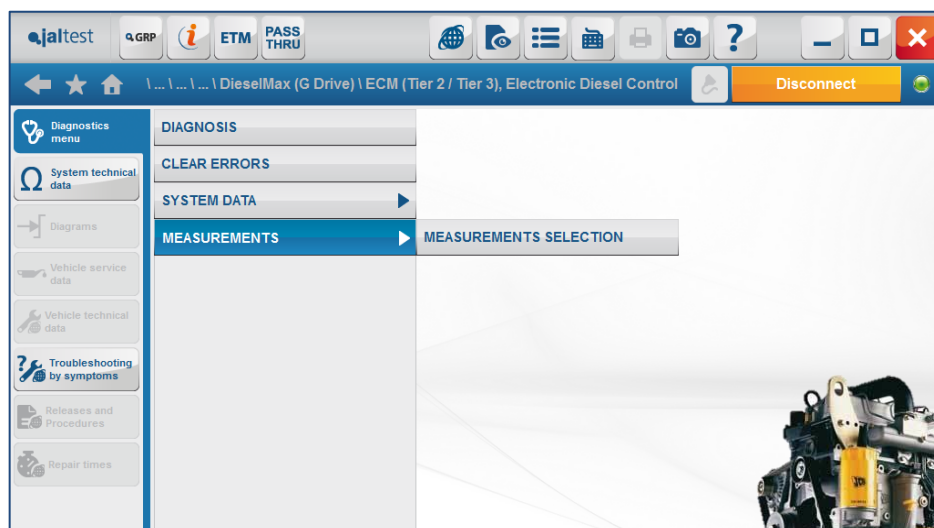 jaltest
GRP
i
ETM
PASS
THRU
?
\ ... \ ... \ ... \ DieselMax (G Drive) \ ECM (Tier 2 / Tier 3), Electronic Diesel Control
Disconnect
Diagnostics
menu
Ω
System technical
data
Diagrams
Vehicle service
data
Vehicle technical
data
?
Troubleshooting
by symptoms
Releases and
Procedures
Repair times
DIAGNOSIS
CLEAR ERRORS
SYSTEM DATA
MEASUREMENTS
MEASUREMENTS SELECTION
JCB